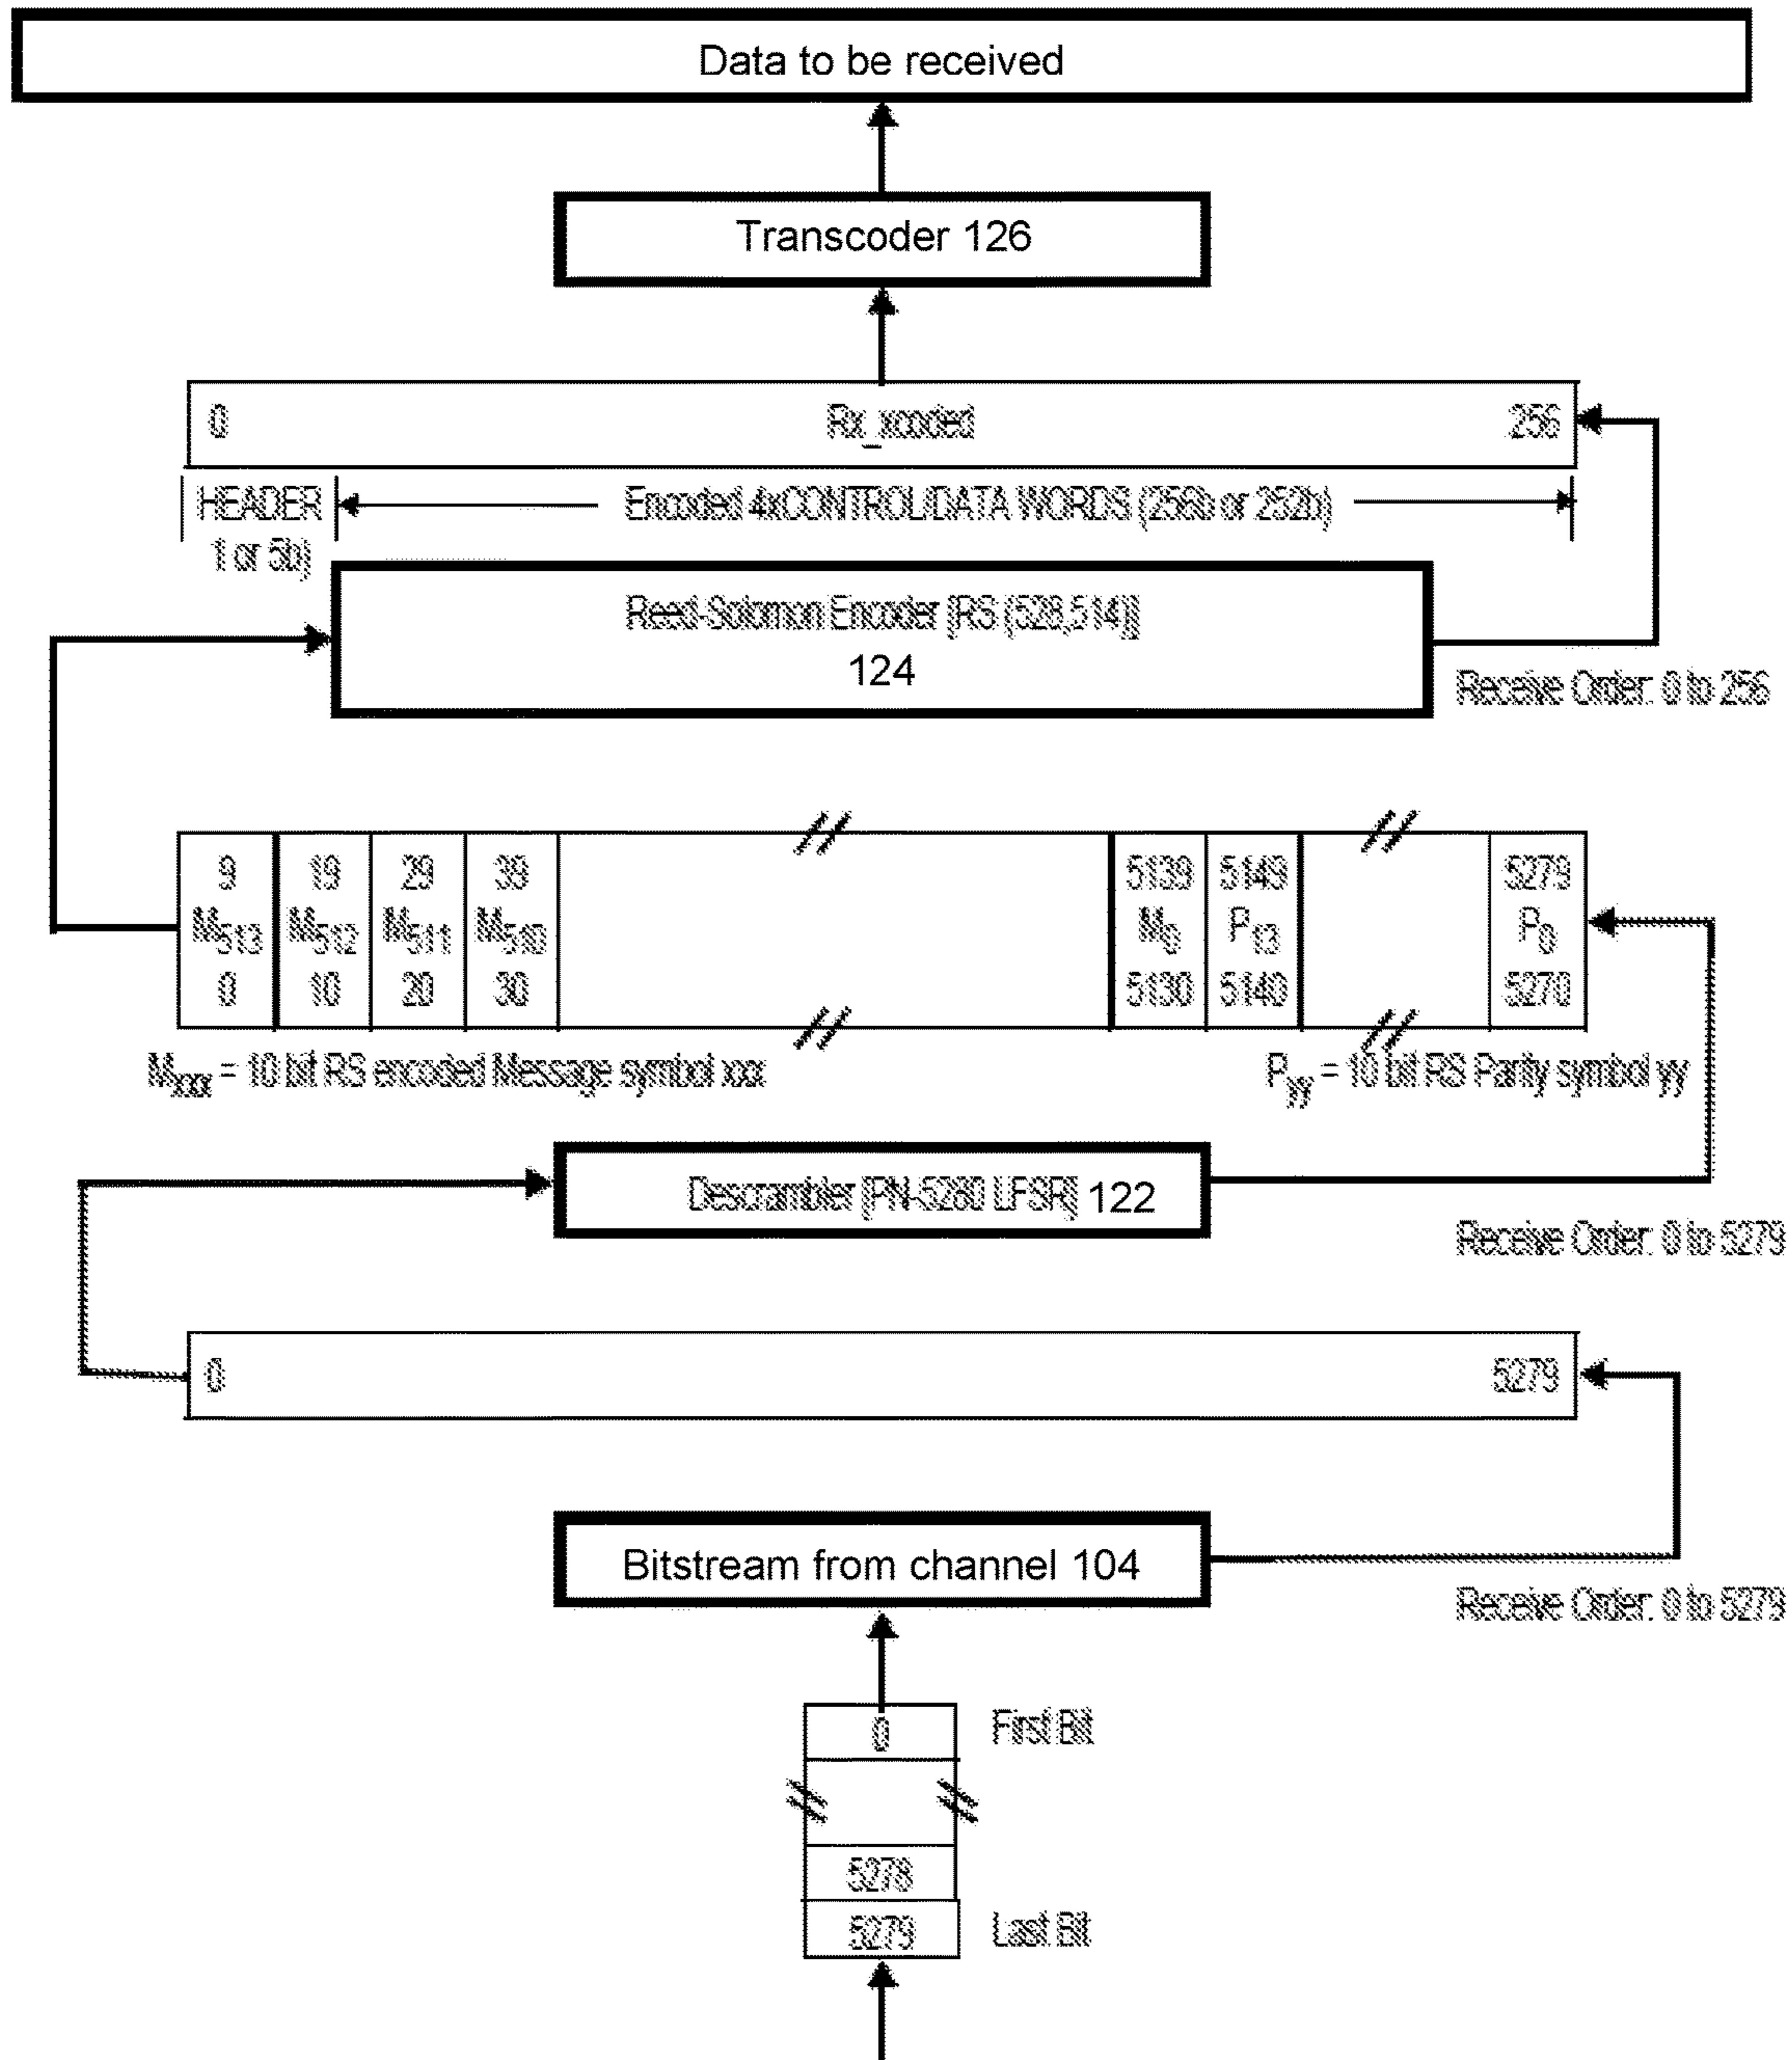 Data to be received
Transcoder 126
0 Rx_xcoded 256
HEADER Encoded 4xCONTROL/DATA WORDS (256b or 252b)
1 or 5b)
Reed-Solomon Encoder [RS (528,514)]
124
Receive Order: 0 to 256
9 19 29 39 5139 5149 5279
M513 M512 M511 M510 M0 P13 P0
0 10 20 30 5130 5140 5270
Mxxx = 10 bit RS encoded Message symbol xxx Pyy = 10 bit RS Parity symbol yy
Descrambler [PN-5280 LFSR] 122
Receive Order: 0 to 5279
0 5279
Bitstream from channel 104
Receive Order: 0 to 5279
0 First Bit
5278
5279 Last Bit